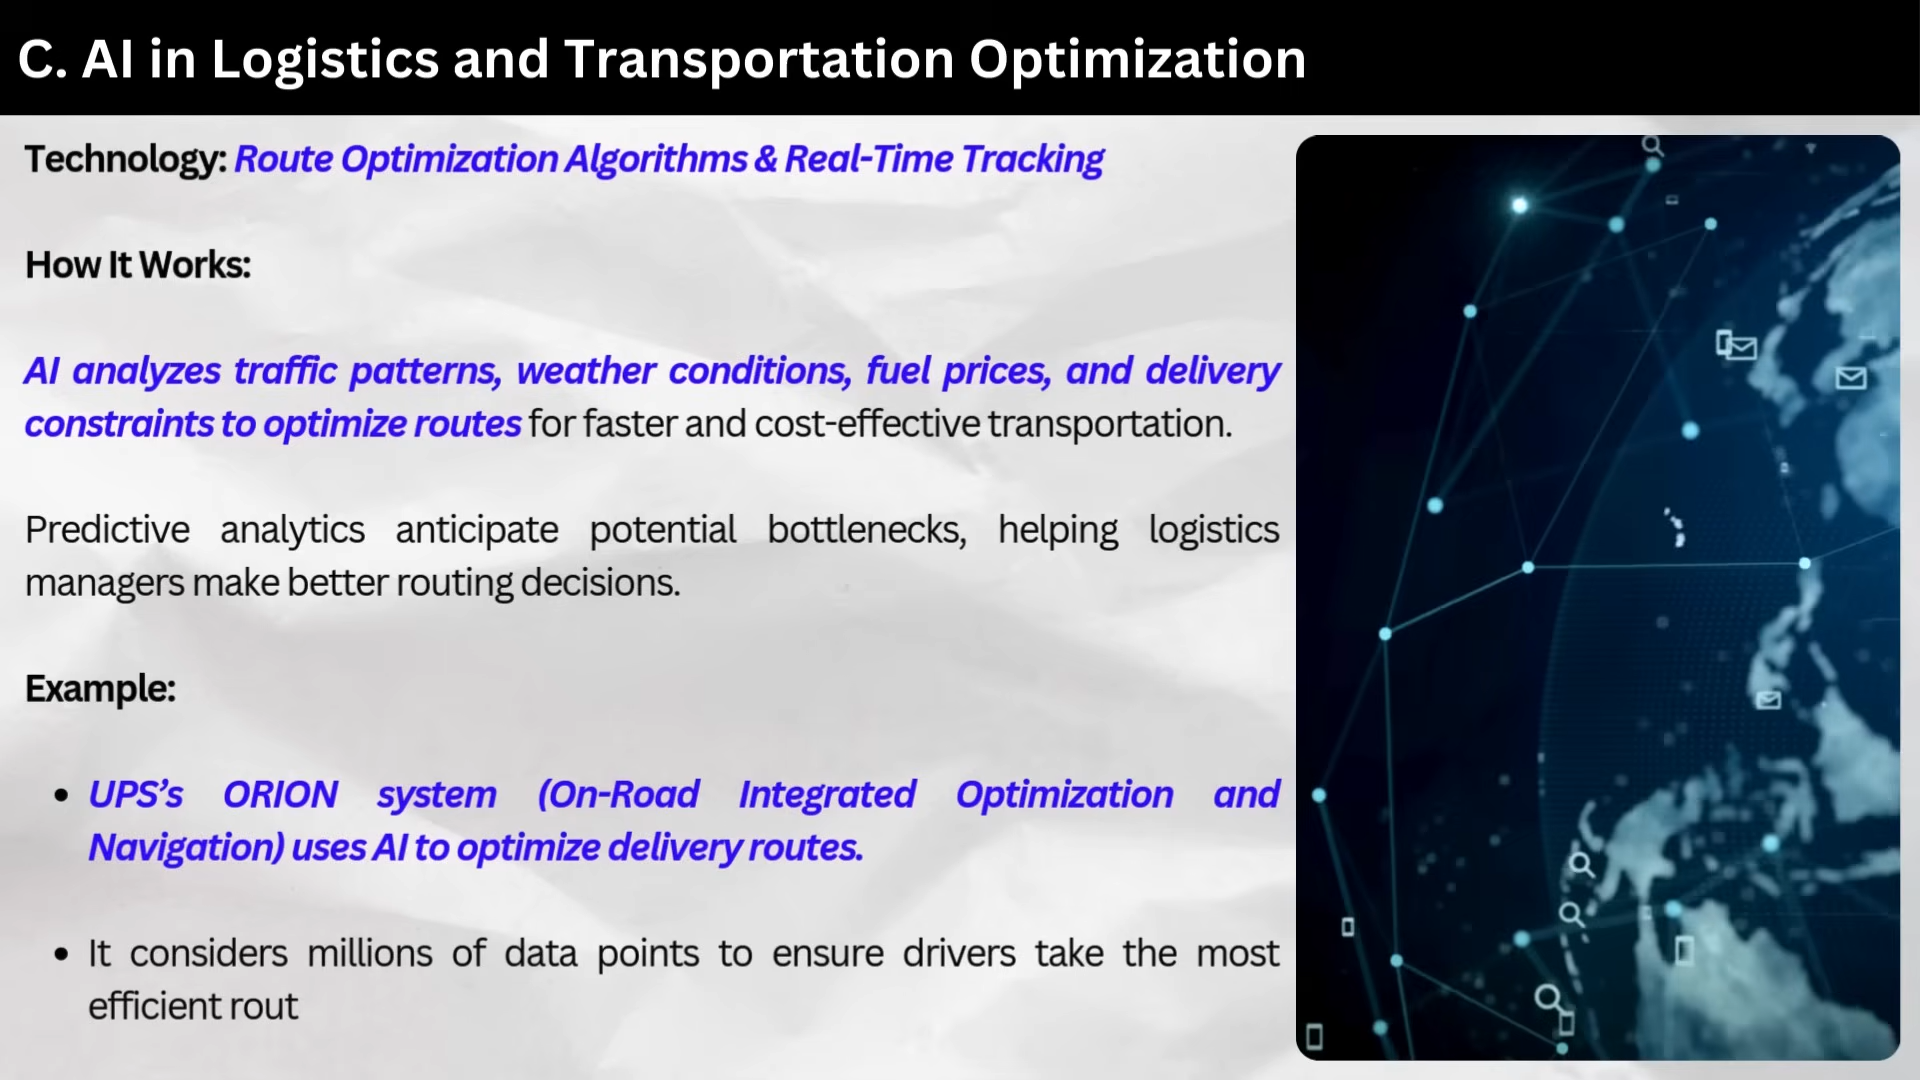 C. AI in Logistics and Transportation Optimization
Technology: Route Optimization Algorithms & Real-Time Tracking
How It Works:
AI analyzes traffic patterns, weather conditions, fuel prices, and delivery
constraints to optimize routes for faster and cost-effective transportation.
Predictive analytics anticipate potential bottlenecks, helping logistics
managers make better routing decisions.
Example:
• UPS’s ORION system (On-Road Integrated Optimization and
Navigation) uses AI to optimize delivery routes.
• It considers millions of data points to ensure drivers take the most
efficient rout